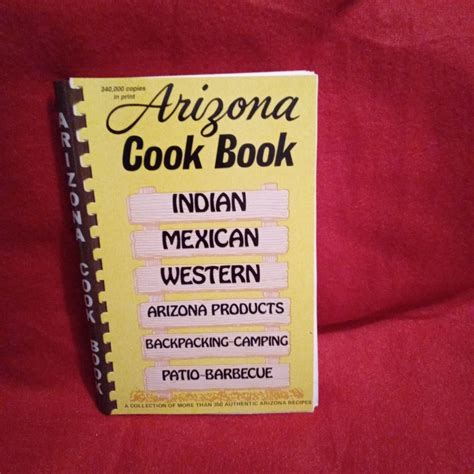 340,000 copies
in print
Arizona
Cook Book
INDIAN
MEXICAN
WESTERN
ARIZONA PRODUCTS
BACKPACKING-CAMPING
PATIO-BARBECUE
A COLLECTION OF MORE THAN 350 AUTHENTIC ARIZONA RECIPES
ARIZONA COOK BOOK